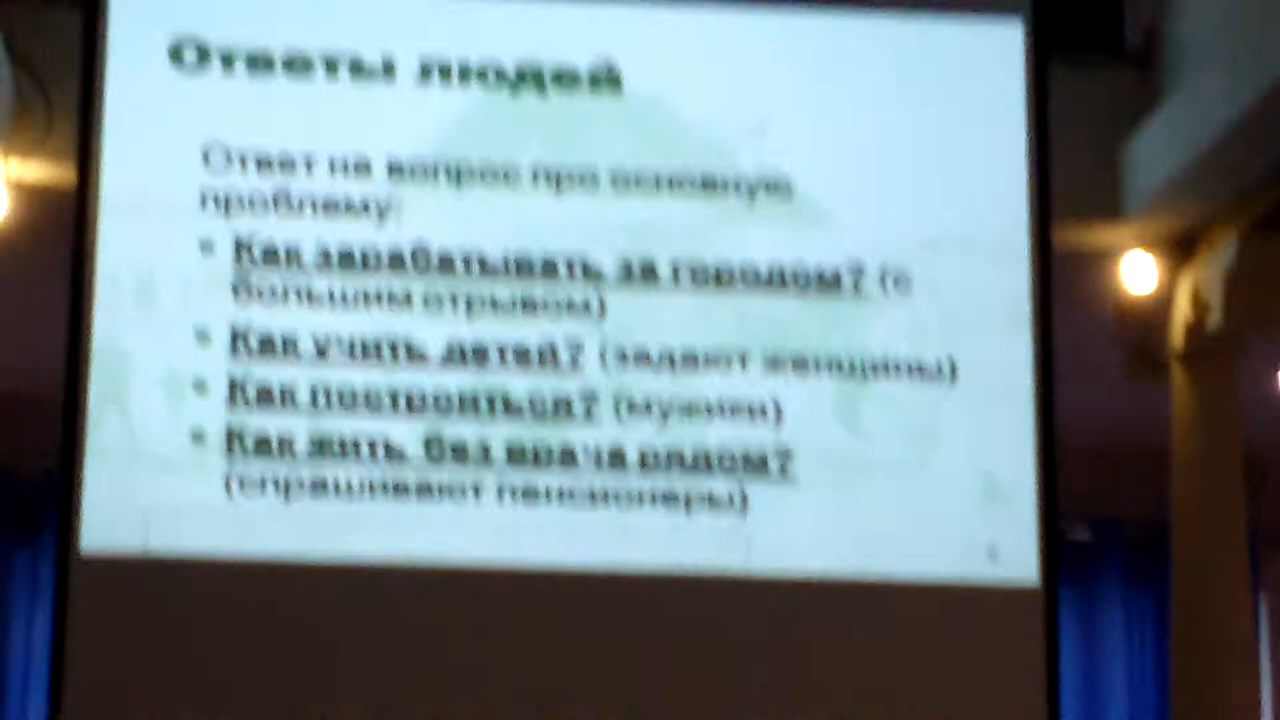 Ответы людей
Ответ на вопрос про основную
проблему:
• Как зарабатывать за городом? (с
большим отрывом)
• Как учить детей? (задают женщины)
• Как построиться? (мужчин)
• Как жить без врача рядом?
(спрашивают пенсионеры)